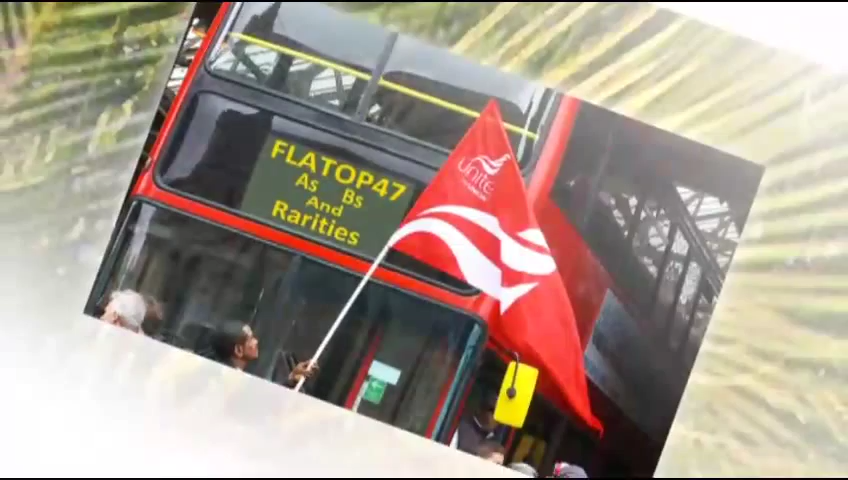 FLATOP47
As Bs
And
Rarities
unite